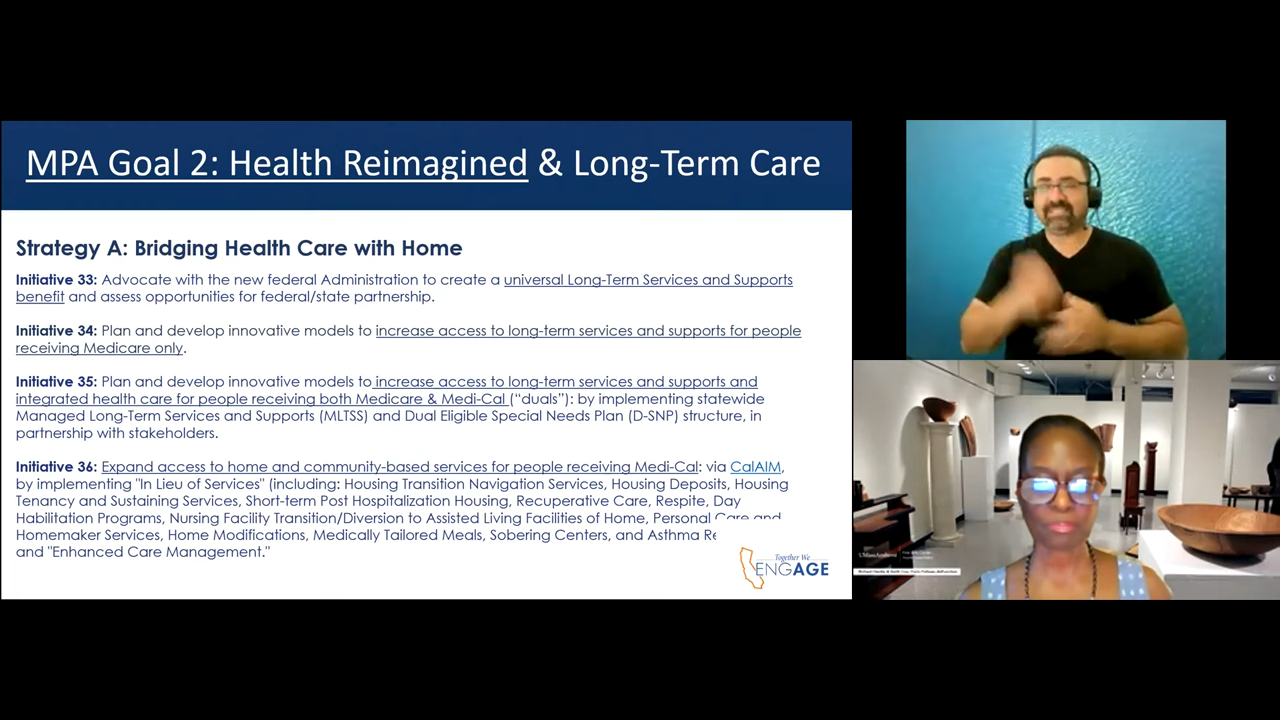 MPA Goal 2: Health Reimagined & Long-Term Care
Strategy A: Bridging Health Care with Home
Initiative 33: Advocate with the new federal Administration to create a universal Long-Term Services and Supports
benefit and assess opportunities for federal/state partnership.
Initiative 34: Plan and develop innovative models to increase access to long-term services and supports for people
receiving Medicare only.
Initiative 35: Plan and develop innovative models to increase access to long-term services and supports and
integrated health care for people receiving both Medicare & Medi-Cal (“duals”): by implementing statewide
Managed Long-Term Services and Supports (MLTSS) and Dual Eligible Special Needs Plan (D-SNP) structure, in
partnership with stakeholders.
Initiative 36: Expand access to home and community-based services for people receiving Medi-Cal: via CalAIM,
by implementing "In Lieu of Services" (including: Housing Transition Navigation Services, Housing Deposits, Housing
Tenancy and Sustaining Services, Short-term Post Hospitalization Housing, Recuperative Care, Respite, Day
Habilitation Programs, Nursing Facility Transition/Diversion to Assisted Living Facilities of Home, Personal Care and
Homemaker Services, Home Modifications, Medically Tailored Meals, Sobering Centers, and Asthma Re
and "Enhanced Care Management."
Together We
ENGAGE